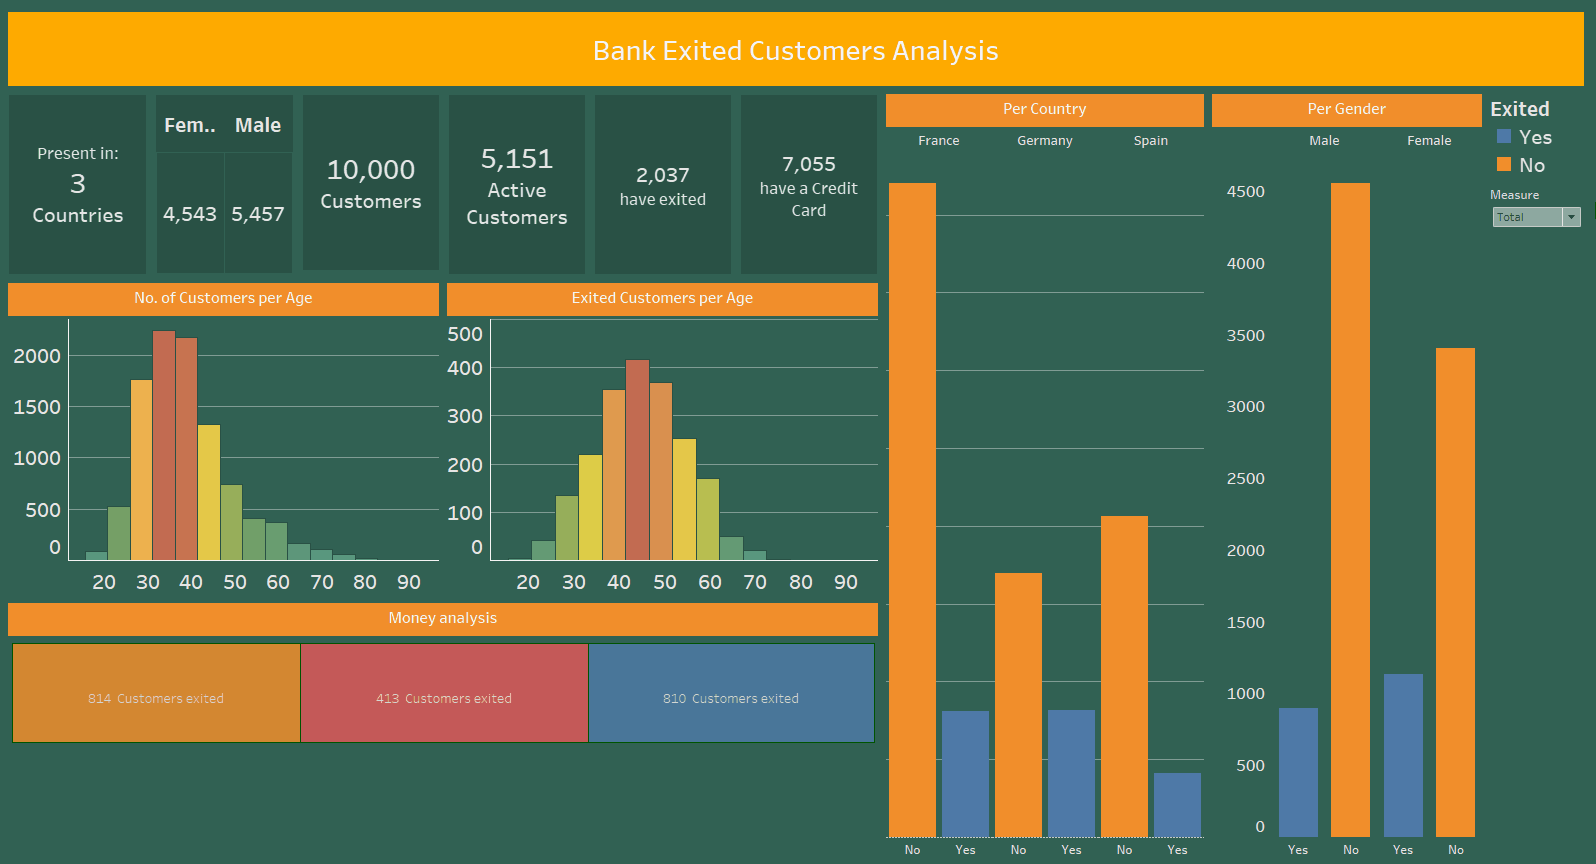 Bank Exited Customers Analysis
Present in:
3
Countries
Fem.. Male
4,543 5,457
10,000
Customers
5,151
Active
Customers
2,037
have exited
7,055
have a Credit
Card
No. of Customers per Age
2000
1500
1000
500
0
20 30 40 50 60 70 80 90
Exited Customers per Age
500
400
300
200
100
0
20 30 40 50 60 70 80 90
Money analysis
814 Customers exited
413 Customers exited
810 Customers exited
Per Country
France Germany Spain
No Yes No Yes No Yes
Per Gender
Male Female
4500
4000
3500
3000
2500
2000
1500
1000
500
0
Yes No Yes No
Exited
Yes
No
Measure
Total